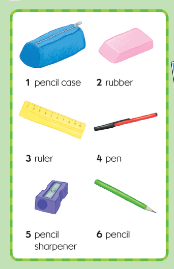 1 pencil case 2 rubber
3 ruler 4 pen
5 pencil 6 pencil
sharpener